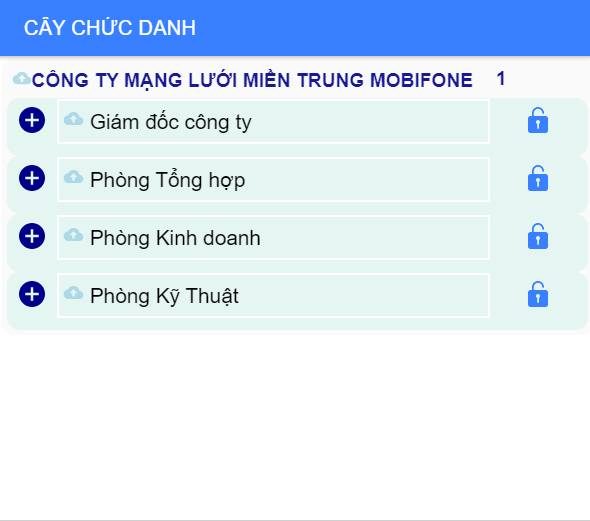 CÂY CHỨC DANH
CÔNG TY MẠNG LƯỚI MIỀN TRUNG MOBIFONE 1
Giám đốc công ty
Phòng Tổng hợp
Phòng Kinh doanh
Phòng Kỹ Thuật